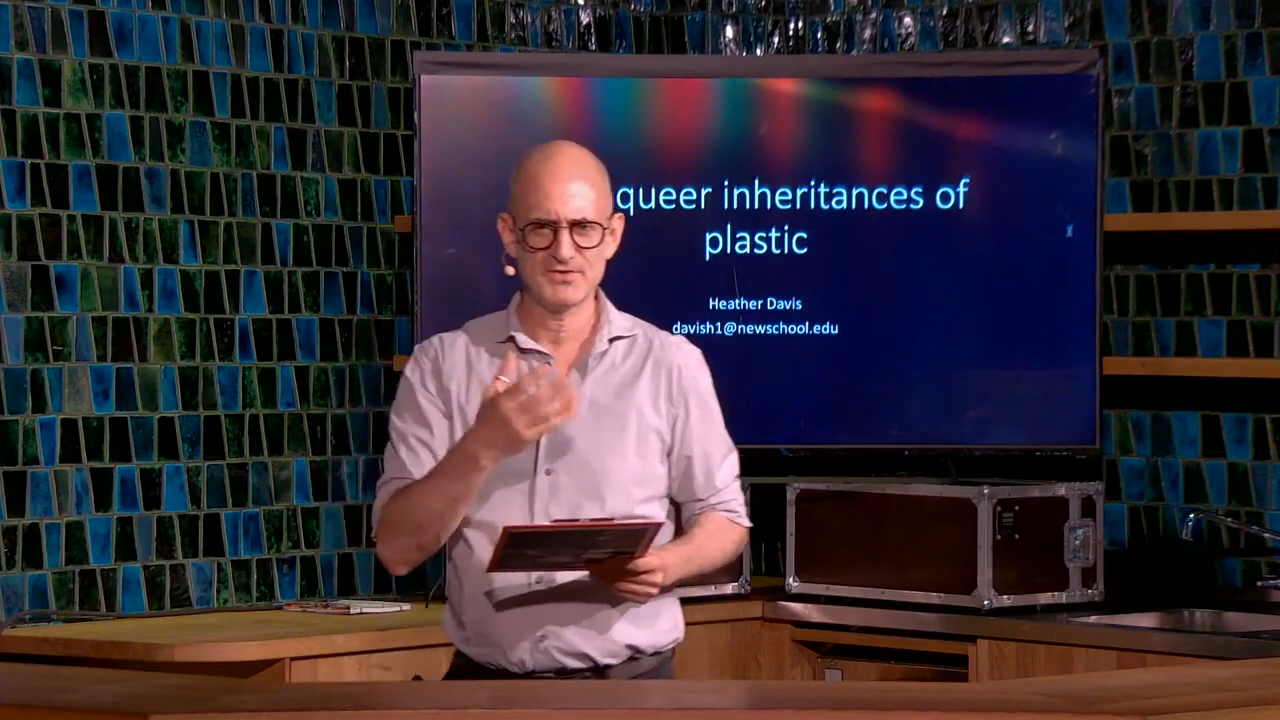 queer inheritances of
plastic
Heather Davis
davish1@newschool.edu